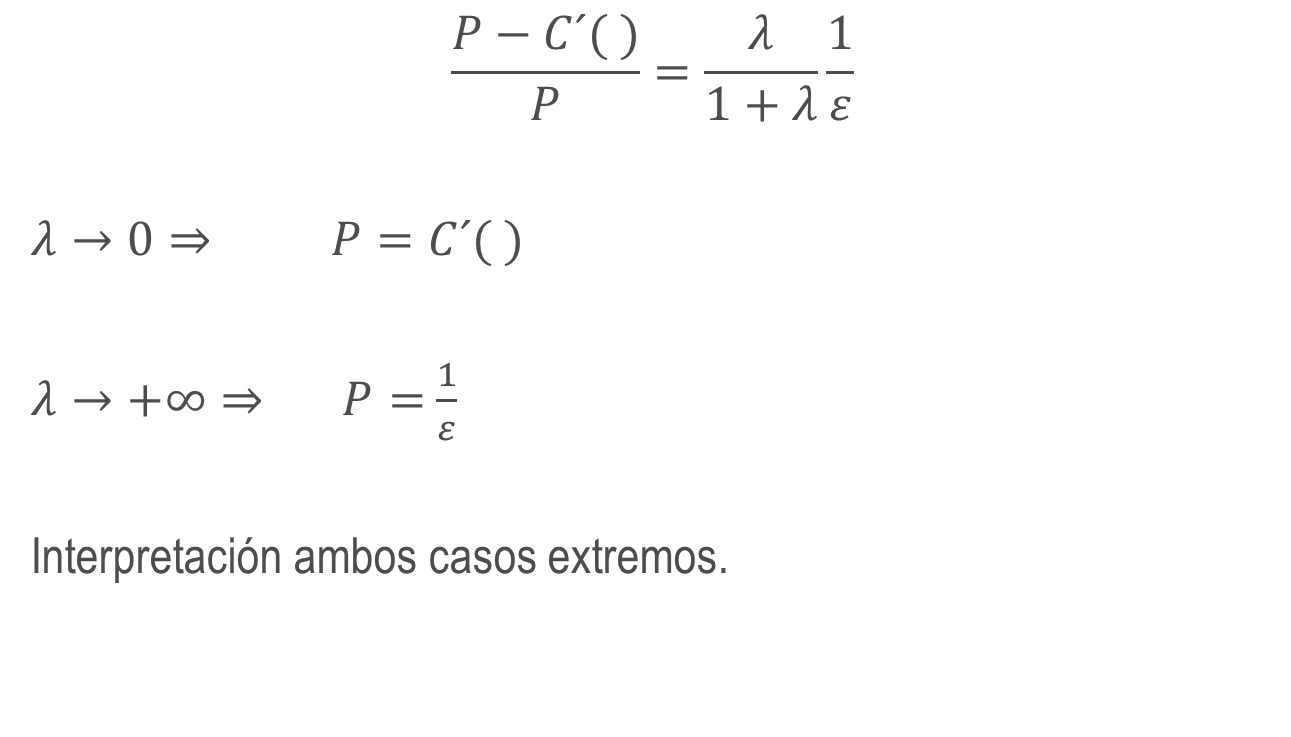 (P − C´( ))/P = λ/(1 + λ) 1/ε
λ → 0 ⇒ P = C´( )
λ → +∞ ⇒ P = 1/ε
Interpretación ambos casos extremos.